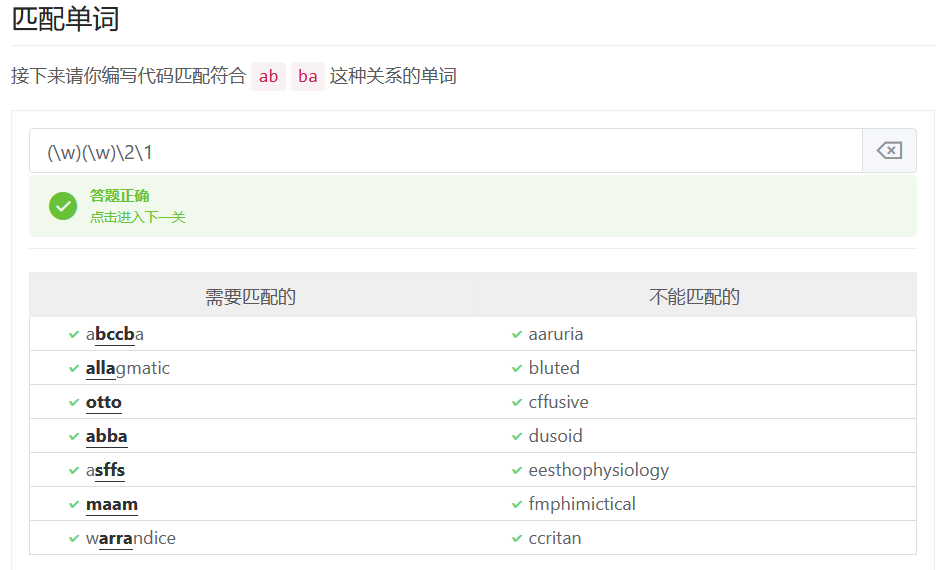 匹配单词
接下来请你编写代码匹配符合 ab ba 这种关系的单词
(\w)(\w)\2\1
答题正确
点击进入下一关
需要匹配的 不能匹配的
abccba aaruria
allagmatic bluted
otto cffusive
abba dusoid
asffs eesthophysiology
maam fmphimictical
warrandice ccritan